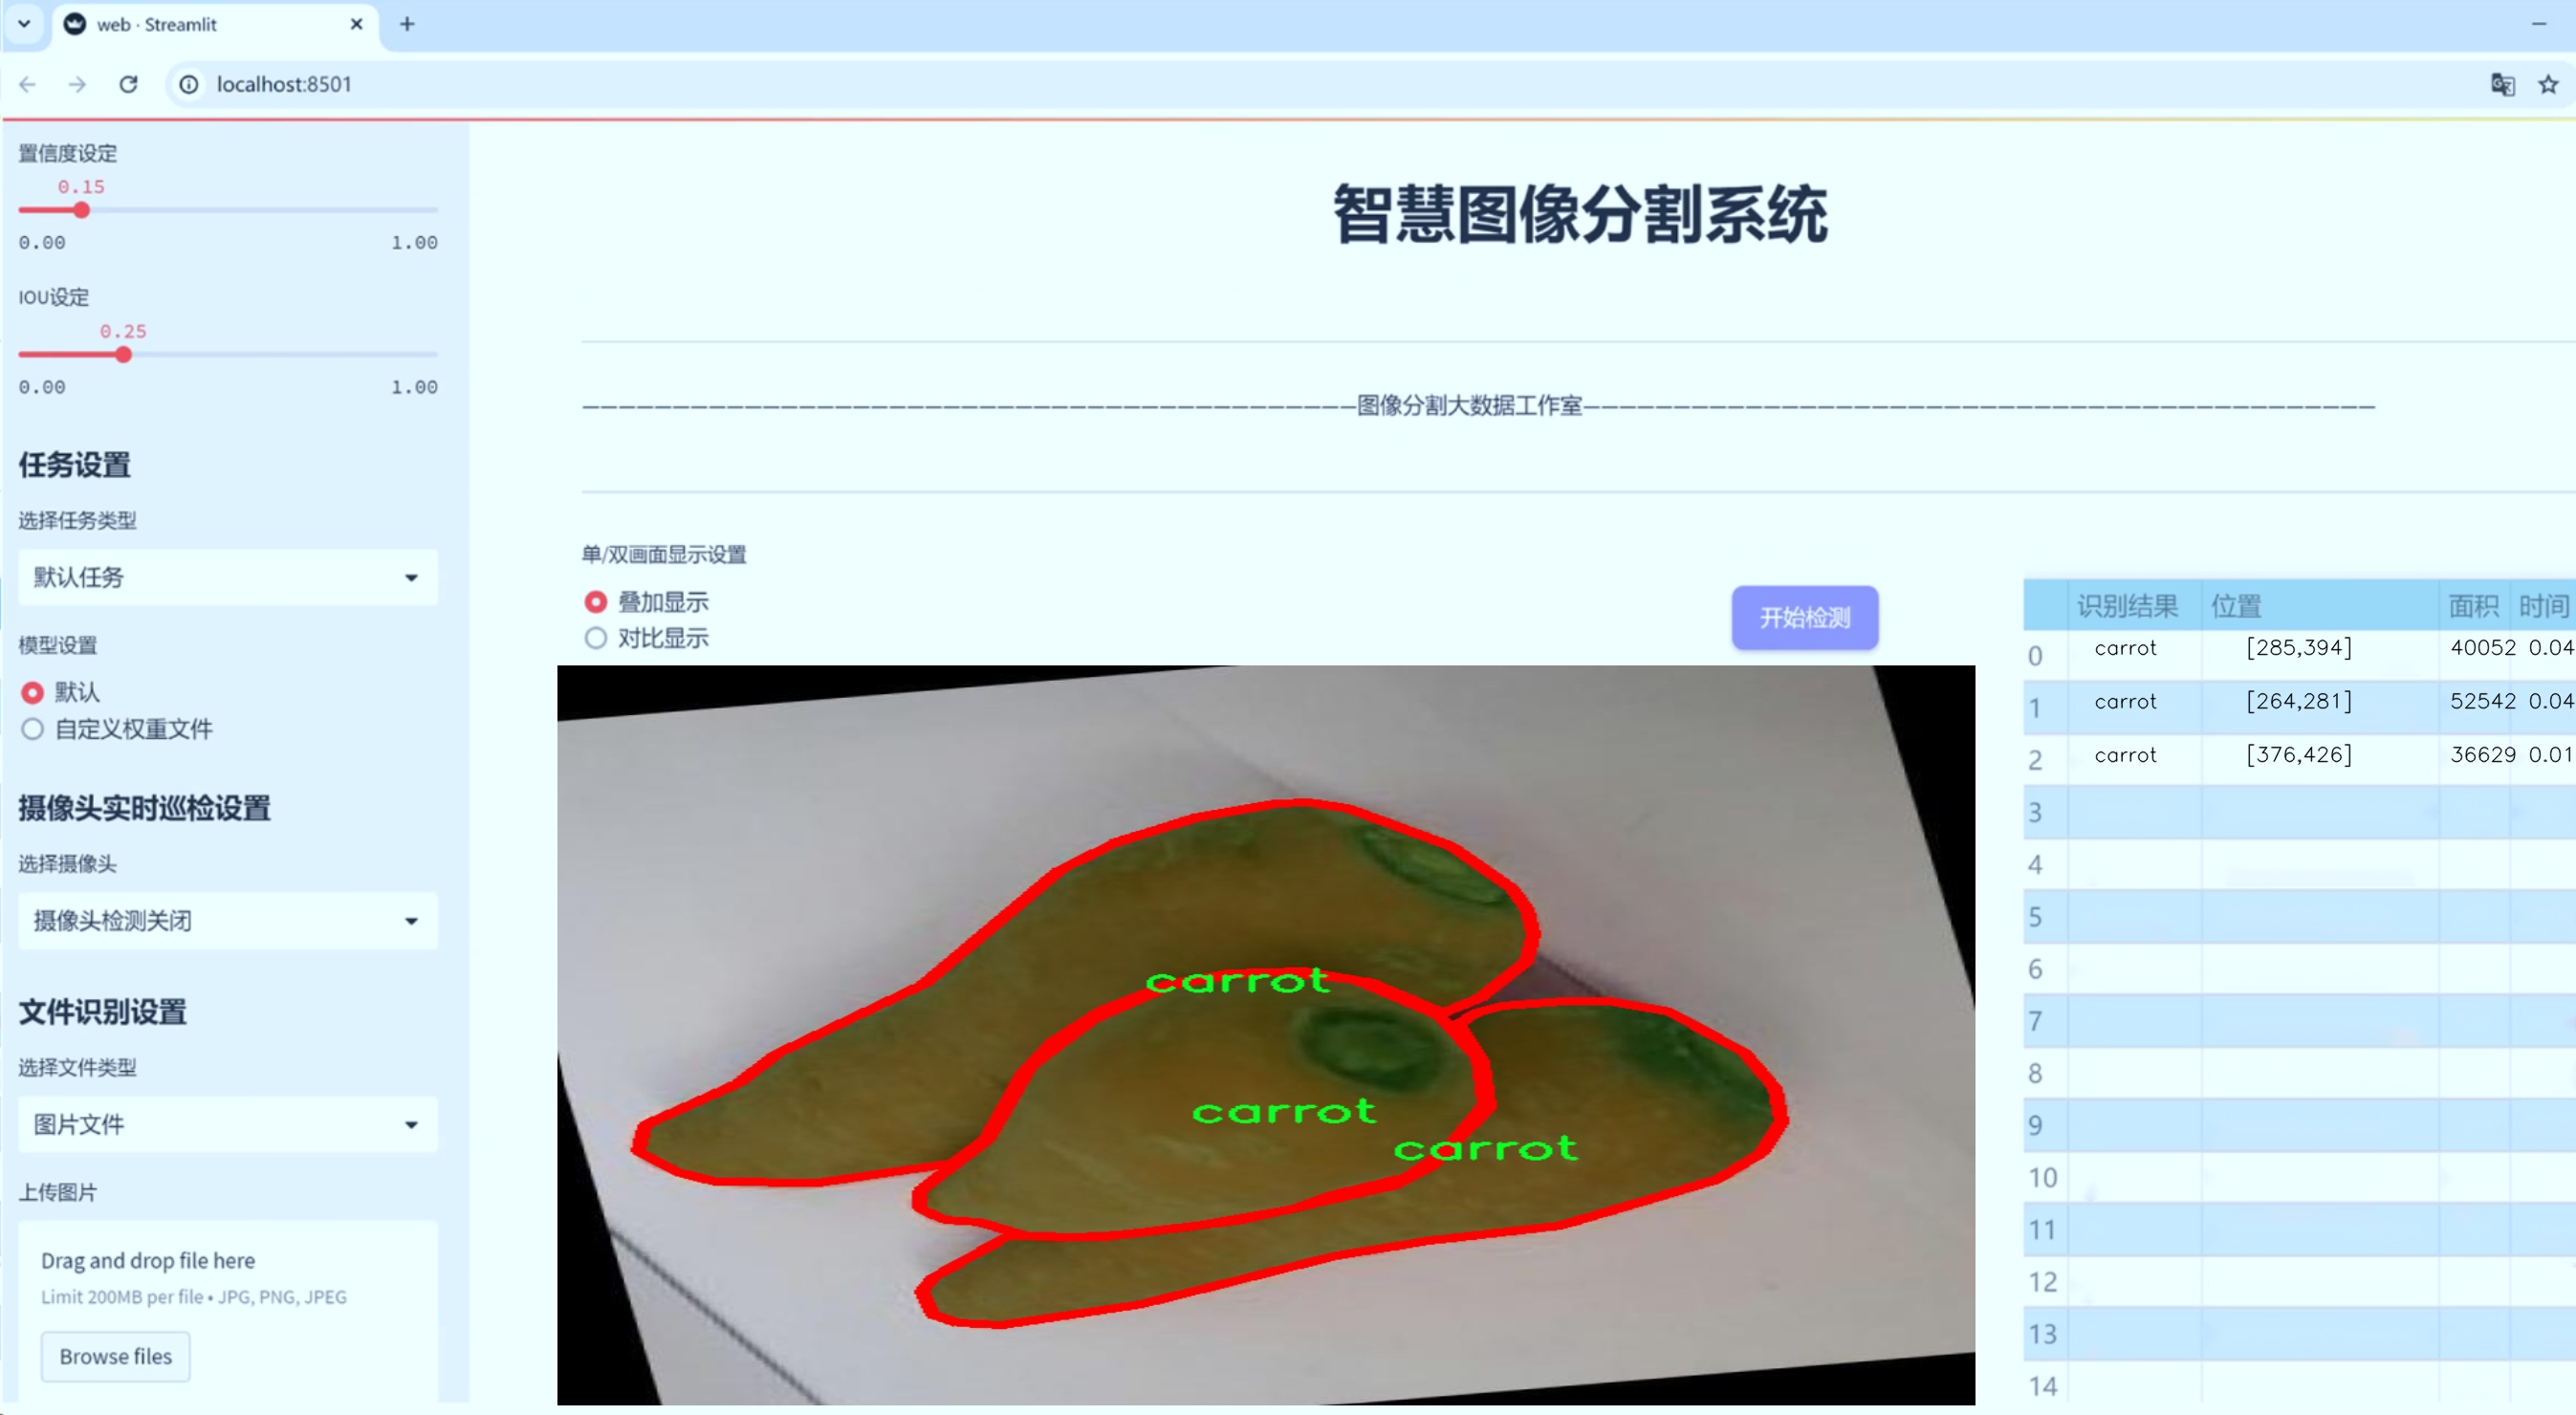 web · Streamlit
localhost:8501
置信度设定
0.15
0.00 1.00
IOU设定
0.25
0.00 1.00
任务设置
选择任务类型
默认任务
模型设置
默认
自定义权重文件
摄像头实时巡检设置
选择摄像头
摄像头检测关闭
文件识别设置
选择文件类型
图片文件
上传图片
Drag and drop file here
Limit 200MB per file • JPG, PNG, JPEG
Browse files
智慧图像分割系统
———————————————————————————————————————————图像分割大数据工作室————————————————————————————————————————————
单/双画面显示设置
叠加显示
对比显示
开始检测
carrot
carrot
carrot
识别结果 位置 面积 时间
0 carrot [285,394] 40052 0.04
1 carrot [264,281] 52542 0.04
2 carrot [376,426] 36629 0.01
3
4
5
6
7
8
9
10
11
12
13
14